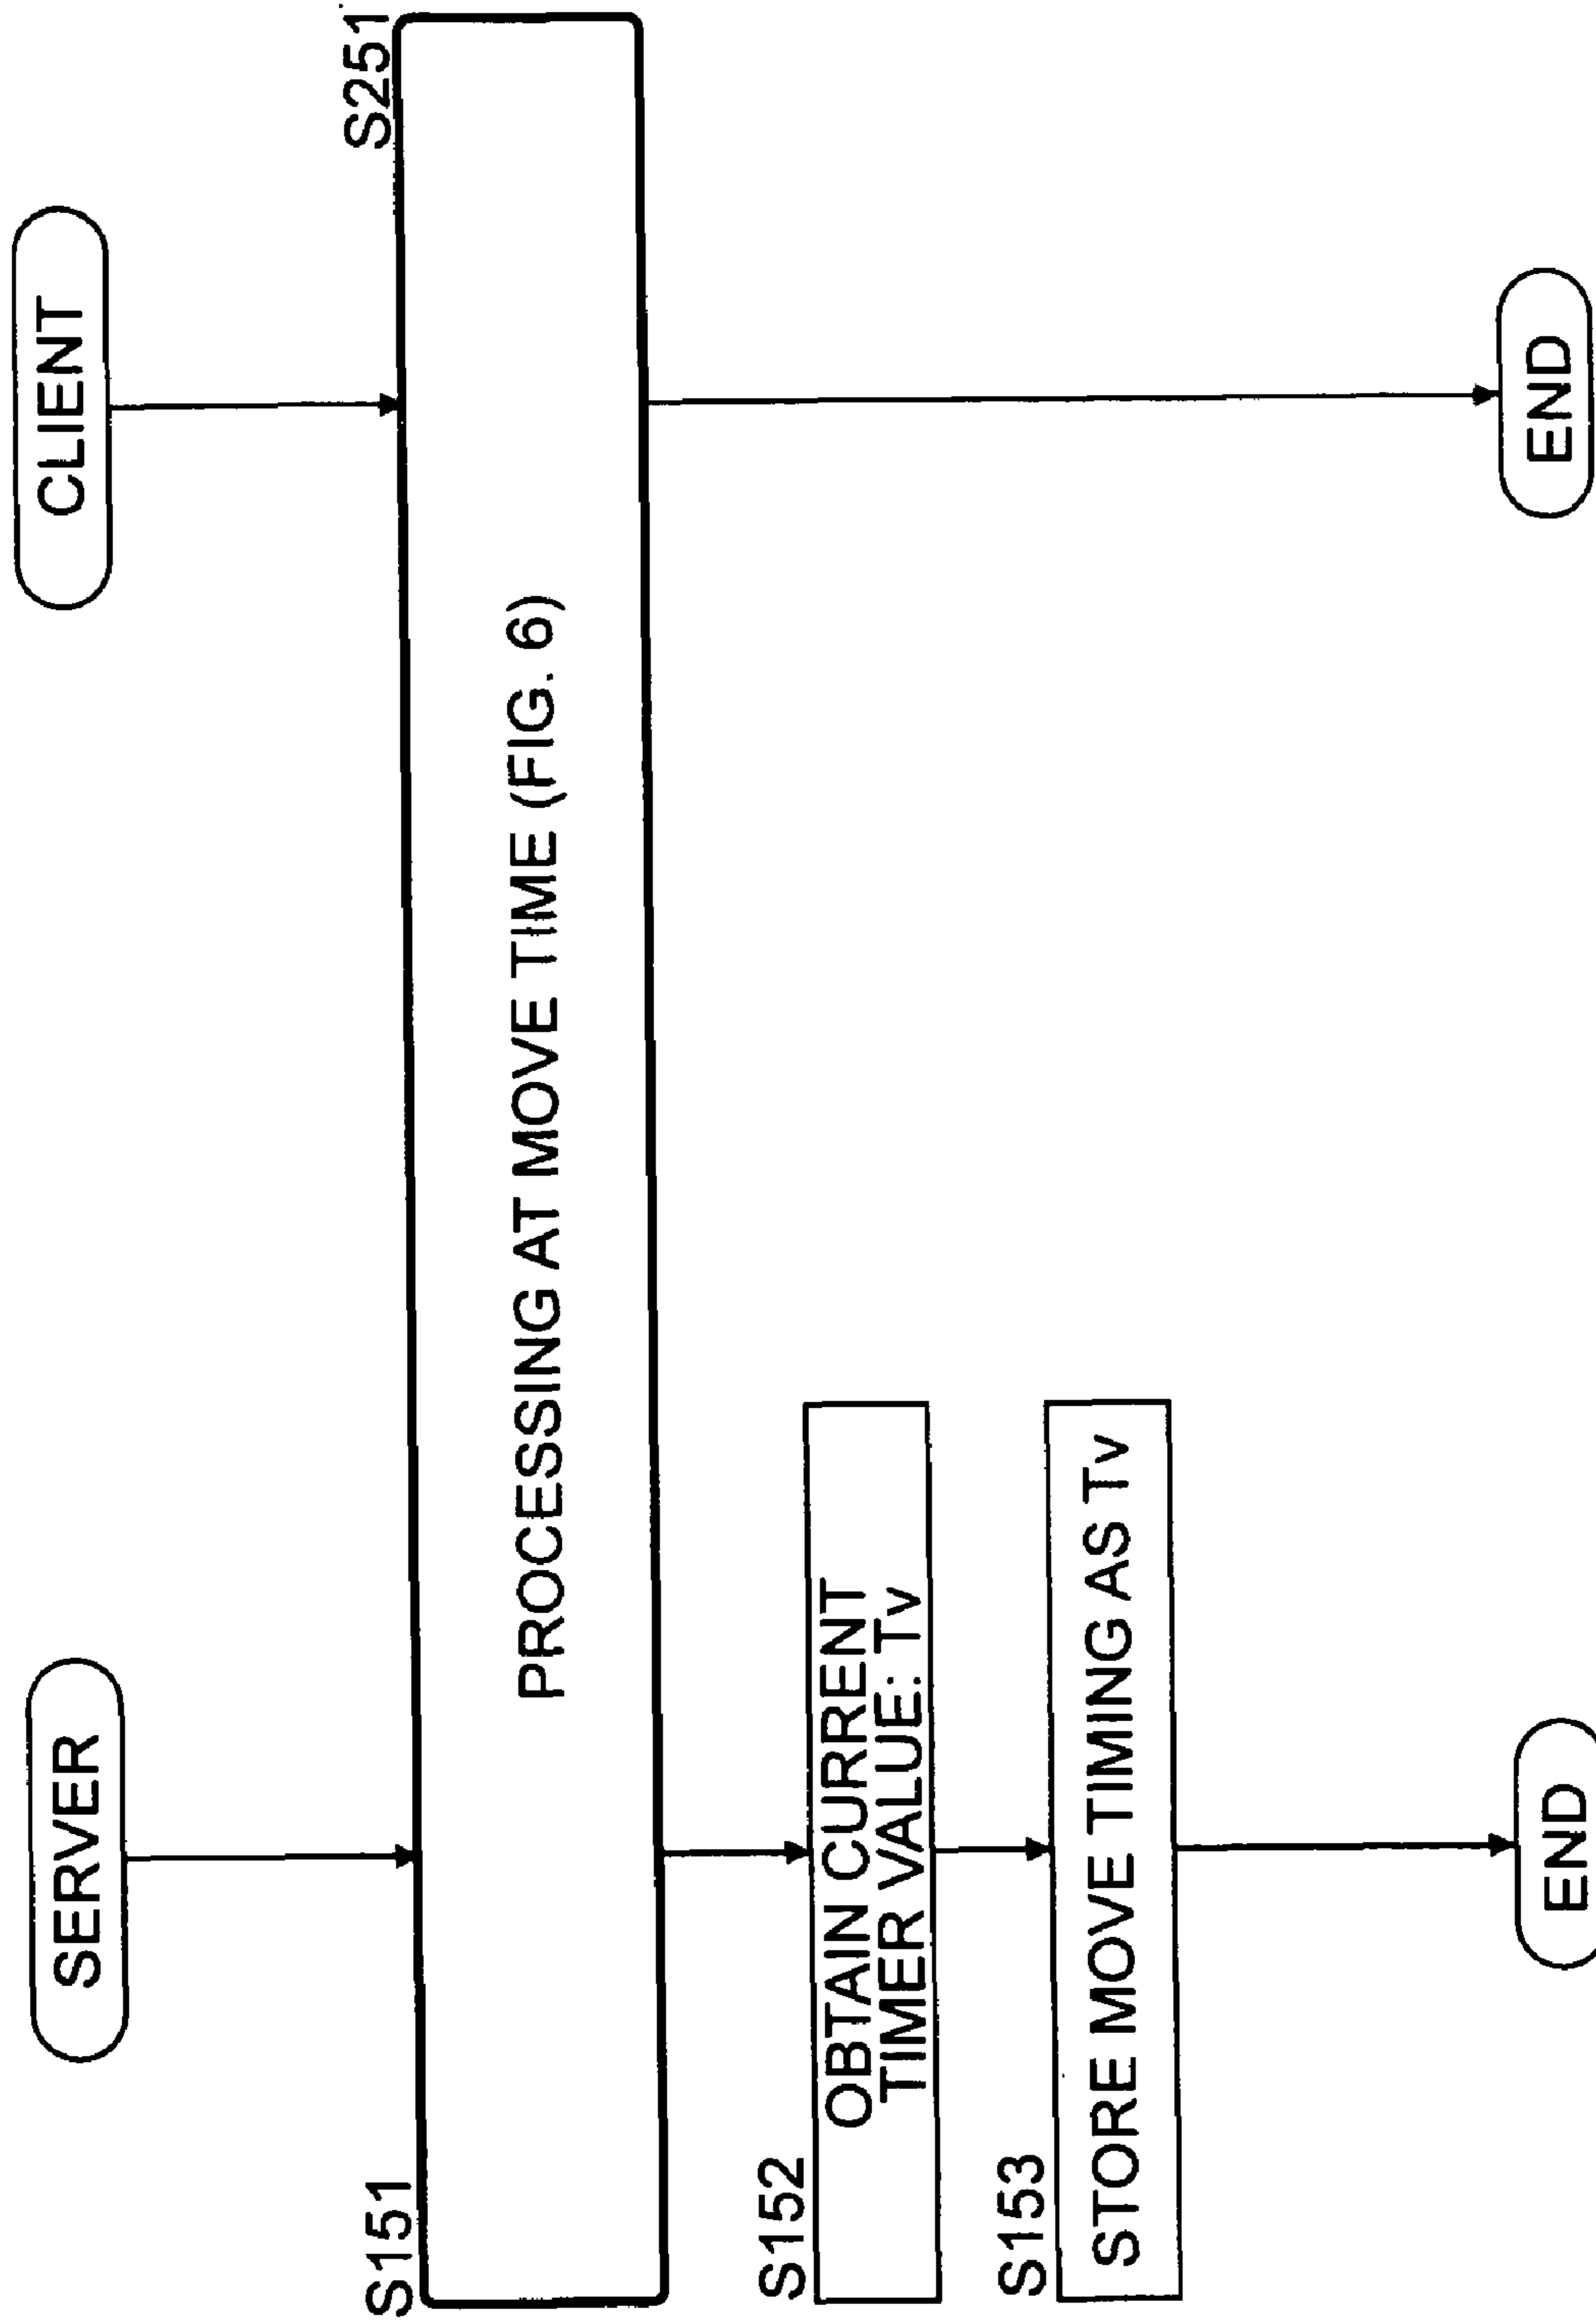 SERVER
CLIENT
S151
S251
PROCESSING AT MOVE TIME (FIG. 6)
S152
OBTAIN CURRENT
TIMER VALUE: Tv
S153
STORE MOVE TIMING AS Tv
END
END